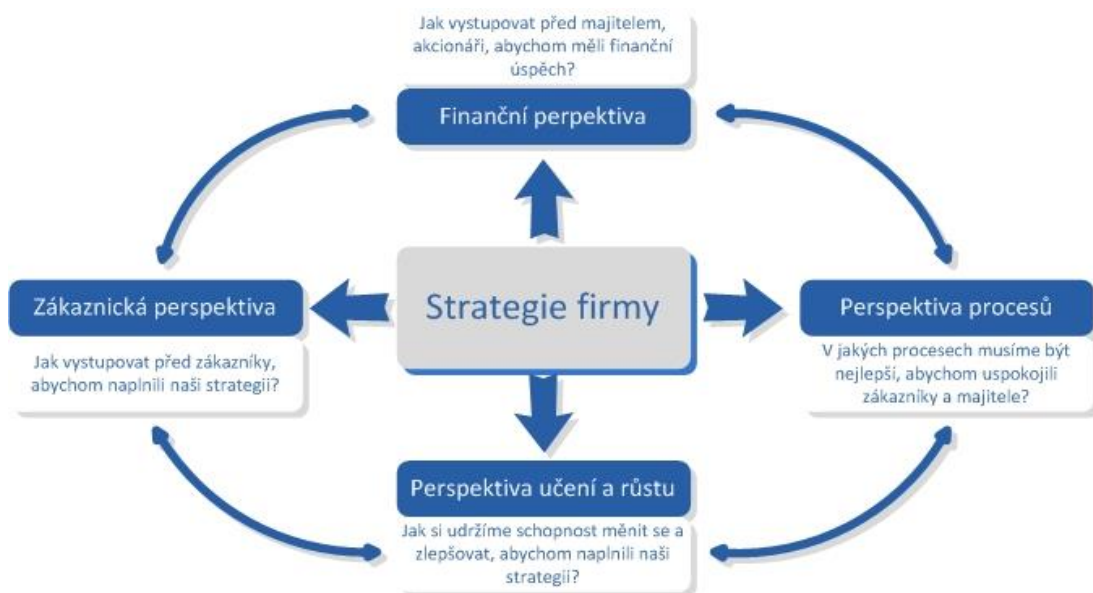 Jak vystupovat před majitelem,
akcionáři, abychom měli finanční
úspěch?
Finanční perpektiva
Zákaznická perspektiva
Jak vystupovat před zákazníky,
abychom naplnili naši strategii?
Strategie firmy
Perspektiva procesů
V jakých procesech musíme být
nejlepší, abychom uspokojili
zákazníky a majitele?
Perspektiva učení a růstu
Jak si udržíme schopnost měnit se a
zlepšovat, abychom naplnili naši
strategii?